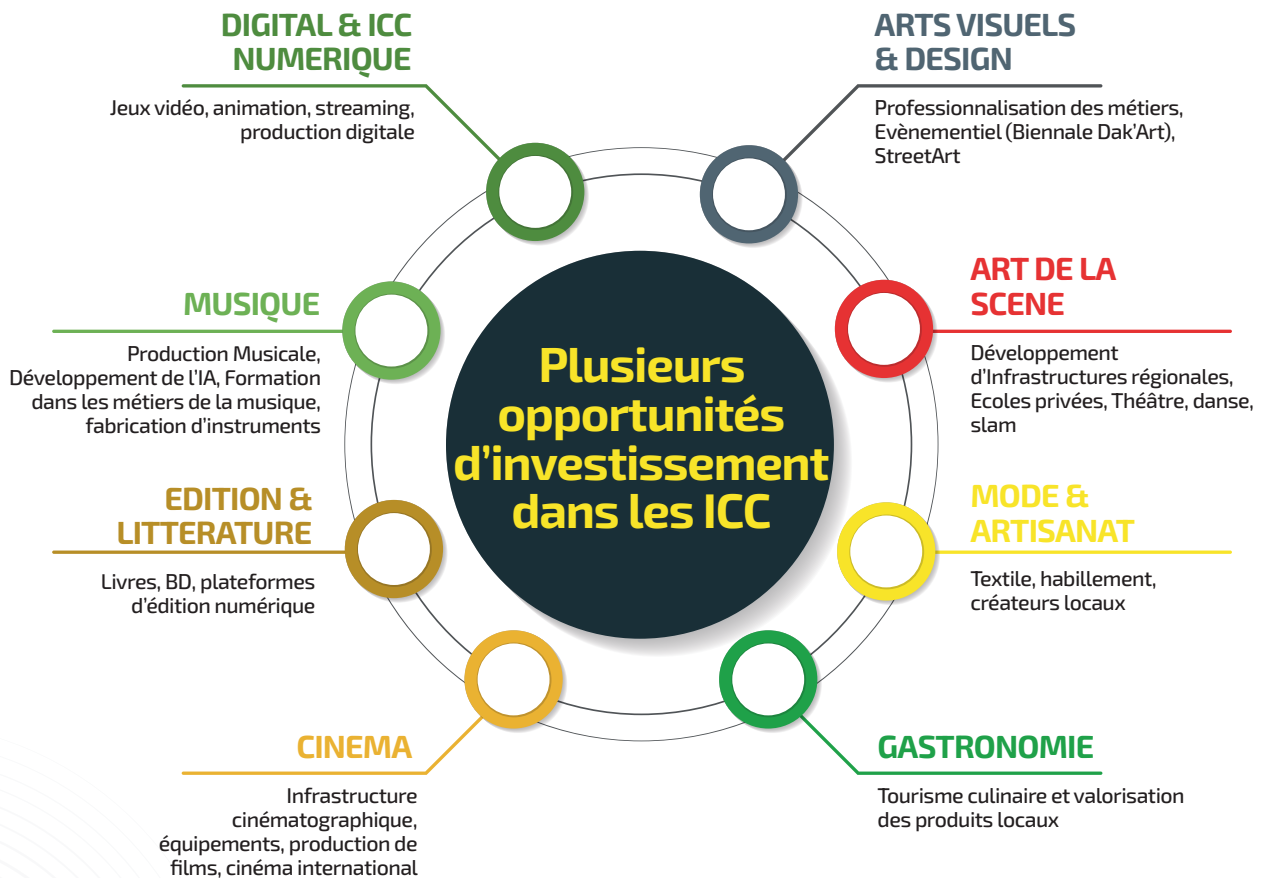 DIGITAL & ICC
NUMERIQUE
Jeux vidéo, animation, streaming,
production digitale
ARTS VISUELS
& DESIGN
Professionnalisation des métiers,
Evènementiel (Biennale Dak'Art),
StreetArt
MUSIQUE
Production Musicale,
Développement de l'IA, Formation
dans les métiers de la musique,
fabrication d'instruments
ART DE LA
SCENE
Développement
d'Infrastructures régionales,
Ecoles privées, Théâtre, danse,
slam
Plusieurs
opportunités
d'investissement
dans les ICC
EDITION &
LITTERATURE
Livres, BD, plateformes
d'édition numérique
MODE &
ARTISANAT
Textile, habillement,
créateurs locaux
CINEMA
Infrastructure
cinématographique,
équipements, production de
films, cinéma international
GASTRONOMIE
Tourisme culinaire et valorisation
des produits locaux